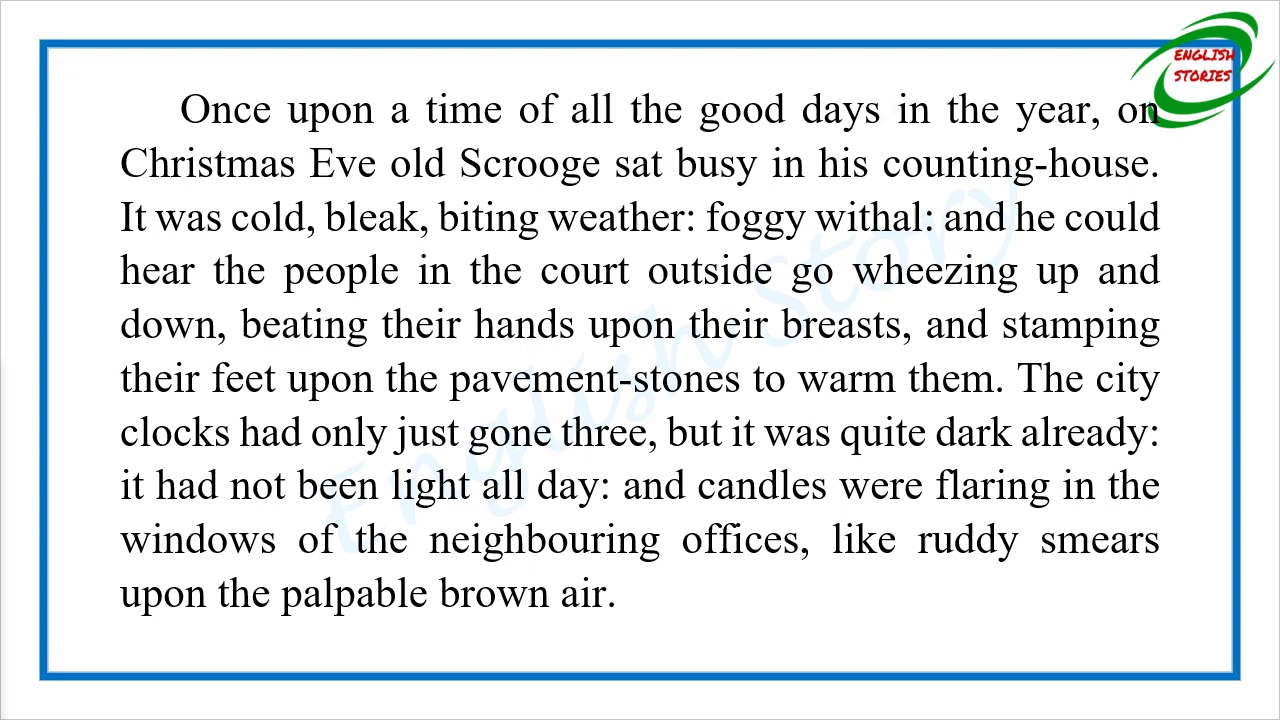 ENGLISH
STORIES
Once upon a time of all the good days in the year, on
Christmas Eve old Scrooge sat busy in his counting-house.
It was cold, bleak, biting weather: foggy withal: and he could
hear the people in the court outside go wheezing up and
down, beating their hands upon their breasts, and stamping
their feet upon the pavement-stones to warm them. The city
clocks had only just gone three, but it was quite dark already:
it had not been light all day: and candles were flaring in the
windows of the neighbouring offices, like ruddy smears
upon the palpable brown air.
English Story